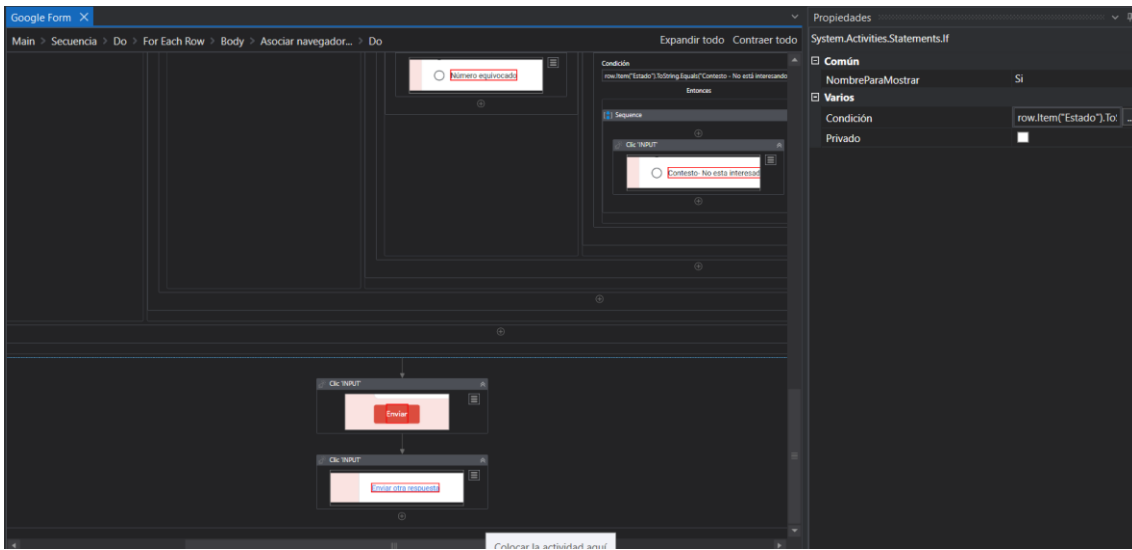 Google Form
Main > Secuencia > Do > For Each Row > Body > Asociar navegador... > Do
Expandir todo Contraer todo
Número equivocado
Condición
row.Item("Estado").ToString.Equals("Contesto - No está interesando
Entonces
Sequence
Clic 'INPUT'
Contesto- No esta interesad
Clic 'INPUT'
Enviar
Clic 'INPUT'
Enviar otra respuesta
Colocar la actividad aquí
Propiedades
System.Activities.Statements.If
Común
NombreParaMostrar Si
Varios
Condición row.Item("Estado").To: ...
Privado